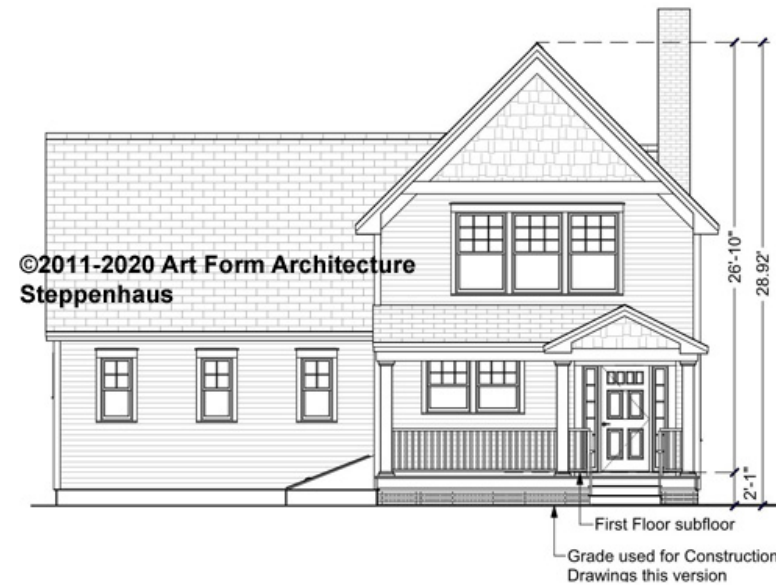 ©2011-2020 Art Form Architecture
Steppenhaus
26'-10"
28.92'
2'-1"
First Floor subfloor
Grade used for Construction
Drawings this version